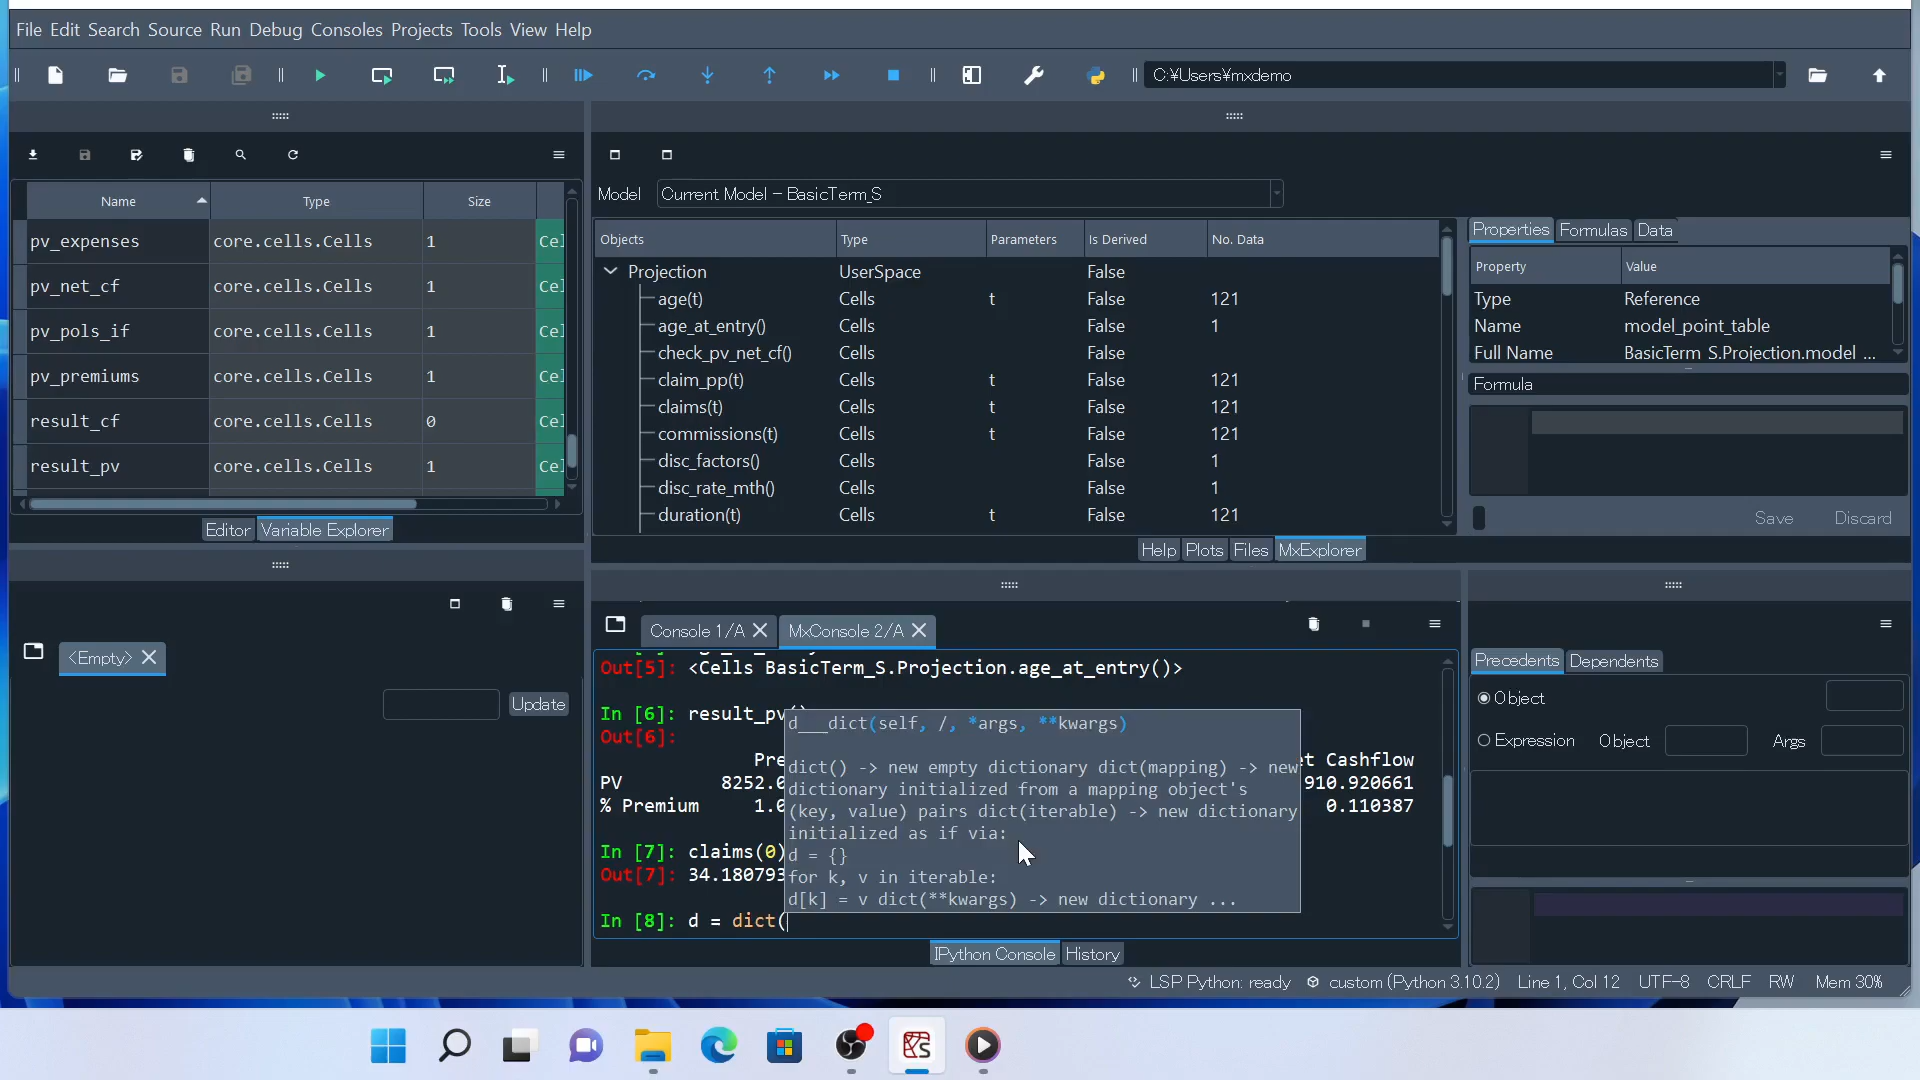 File Edit Search Source Run Debug Consoles Projects Tools View Help
C:¥Users¥mxdemo
Name Type Size
pv_expenses core.cells.Cells 1 Cel
pv_net_cf core.cells.Cells 1 Cel
pv_pols_if core.cells.Cells 1 Cel
pv_premiums core.cells.Cells 1 Cel
result_cf core.cells.Cells 0 Cel
result_pv core.cells.Cells 1 Cel
Editor Variable Explorer
Model Current Model - BasicTerm_S
Objects Type Parameters Is Derived No. Data
Projection UserSpace False
age(t) Cells t False 121
age_at_entry() Cells False 1
check_pv_net_cf() Cells False
claim_pp(t) Cells t False 121
claims(t) Cells t False 121
commissions(t) Cells t False 121
disc_factors() Cells False 1
disc_rate_mth() Cells False 1
duration(t) Cells t False 121
Help Plots Files MxExplorer
Properties Formulas Data
Property Value
Type Reference
Name model_point_table
Full Name BasicTerm_S.Projection.model ...
Formula
Save Discard
<Empty>
Update
Console 1/A MxConsole 2/A
Out[5]: <Cells BasicTerm_S.Projection.age_at_entry()>
In [6]: result_pv()
Out[6]:
Pre t Cashflow
PV 8252.0 910.920661
% Premium 1.0 0.110387
In [7]: claims(0)
Out[7]: 34.180793
In [8]: d = dict(
d___dict(self, /, *args, **kwargs)
dict() -> new empty dictionary dict(mapping) -> new
dictionary initialized from a mapping object's
(key, value) pairs dict(iterable) -> new dictionary
initialized as if via:
d = {}
for k, v in iterable:
d[k] = v dict(**kwargs) -> new dictionary ...
IPython Console History
Precedents Dependents
Object
Expression Object Args
LSP Python: ready custom (Python 3.10.2) Line 1, Col 12 UTF-8 CRLF RW Mem 30%